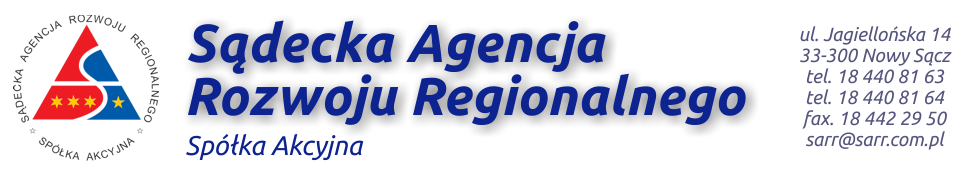 SĄDECKA AGENCJA ROZWOJU REGIONALNEGO
SPÓŁKA AKCYJNA
Sądecka Agencja
Rozwoju Regionalnego
Spółka Akcyjna
ul. Jagiellońska 14
33-300 Nowy Sącz
tel. 18 440 81 63
tel. 18 440 81 64
fax. 18 442 29 50
sarr@sarr.com.pl